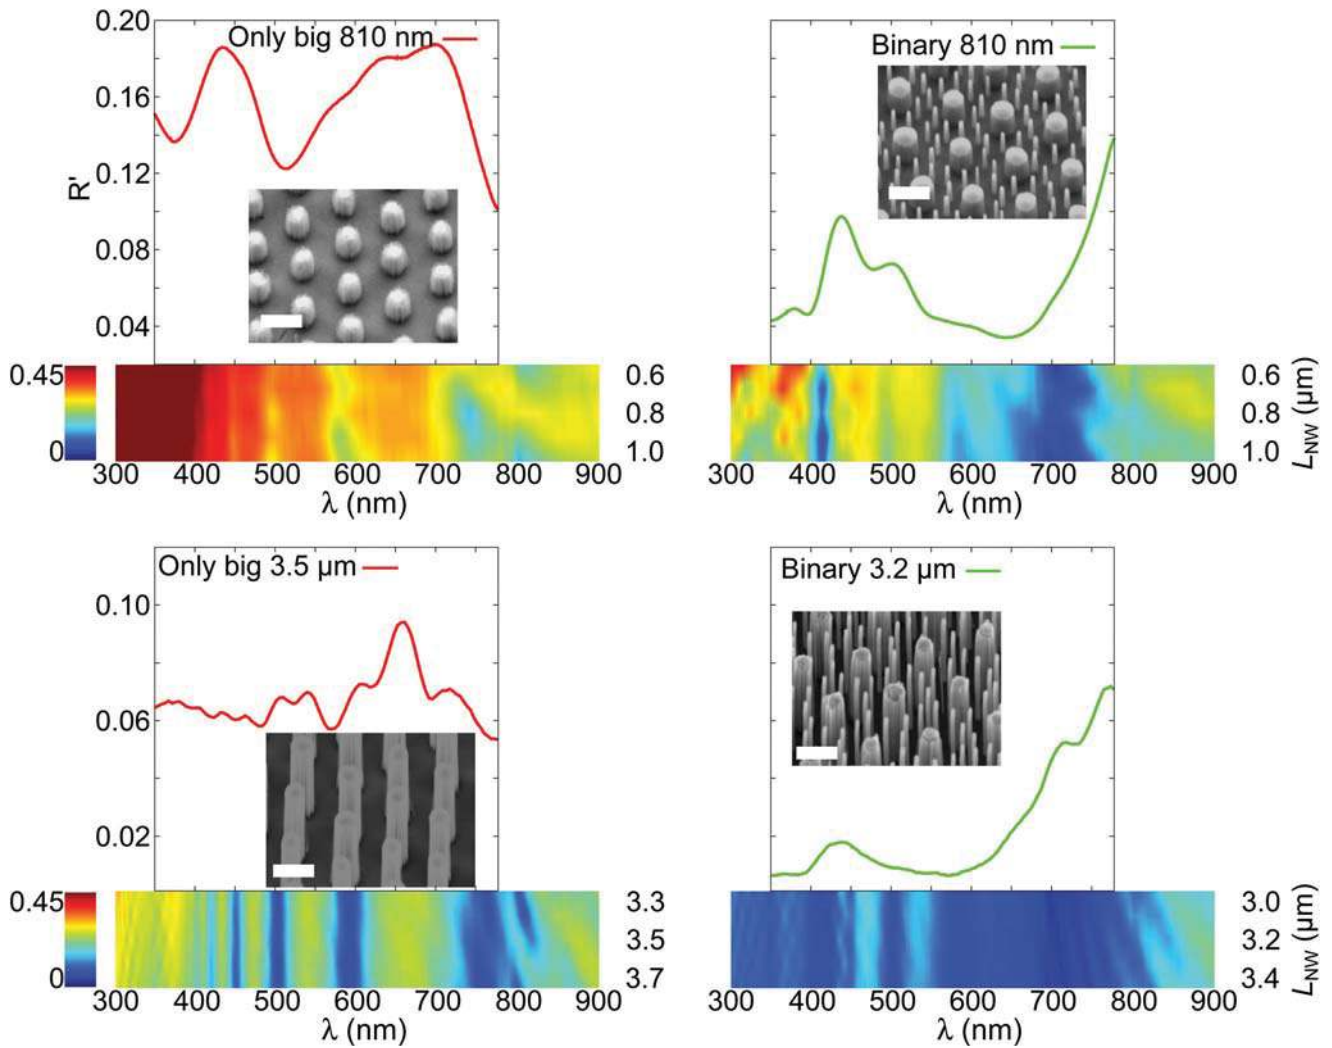 0.20
0.16
0.12
0.08
0.04
R'
Only big 810 nm
Binary 810 nm
0.45
0
0.6
0.8
1.0
300 400 500 600 700 800 900
λ (nm)
300 400 500 600 700 800 900
λ (nm)
0.6
0.8
1.0
L_NW (μm)
Only big 3.5 μm
Binary 3.2 μm
0.10
0.06
0.02
0.45
0
3.3
3.5
3.7
300 400 500 600 700 800 900
λ (nm)
300 400 500 600 700 800 900
λ (nm)
3.0
3.2
3.4
L_NW (μm)